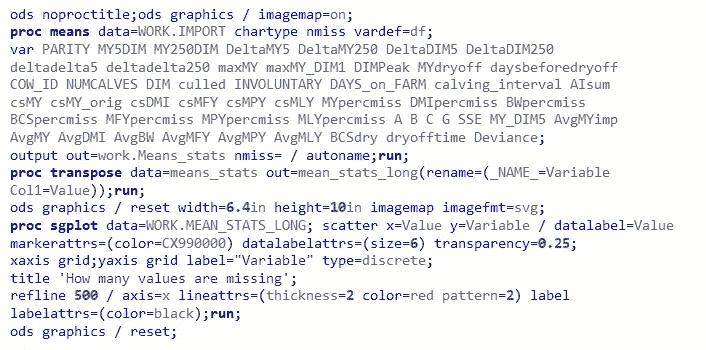 ods noproctitle;ods graphics / imagemap=on;
proc means data=WORK.IMPORT chartype nmiss vardef=df;
var PARITY MY5DIM MY250DIM DeltaMY5 DeltaMY250 DeltaDIM5 DeltaDIM250
deltadelta5 deltadelta250 maxMY maxMY_DIM1 DIMPeak MYdryoff daysbeforedryoff
COW_ID NUMCALVES DIM culled INVOLUNTARY DAYS_on_FARM calving_interval AIsum
csMY csMY_orig csDMI csMFY csMPY csMLY MYpercmiss DMIpercmiss BWpercmiss
BCSpercmiss MFYpercmiss MPYpercmiss MLYpercmiss A B C G SSE MY_DIM5 AvgMYimp
AvgMY AvgDMI AvgBW AvgMFY AvgMPY AvgMLY BCSdry dryofftime Deviance;
output out=work.Means_stats nmiss= / autoname;run;
proc transpose data=means_stats out=mean_stats_long(rename=(_NAME_=Variable
Col1=Value));run;
ods graphics / reset width=6.4in height=10in imagemap imagefmt=svg;
proc sgplot data=WORK.MEAN_STATS_LONG; scatter x=Value y=Variable / datalabel=Value
markerattrs=(color=CX990000) datalabelattrs=(size=6) transparency=0.25;
xaxis grid;yaxis grid label="Variable" type=discrete;
title 'How many values are missing';
refline 500 / axis=x lineattrs=(thickness=2 color=red pattern=2) label
labelattrs=(color=black);run;
ods graphics / reset;